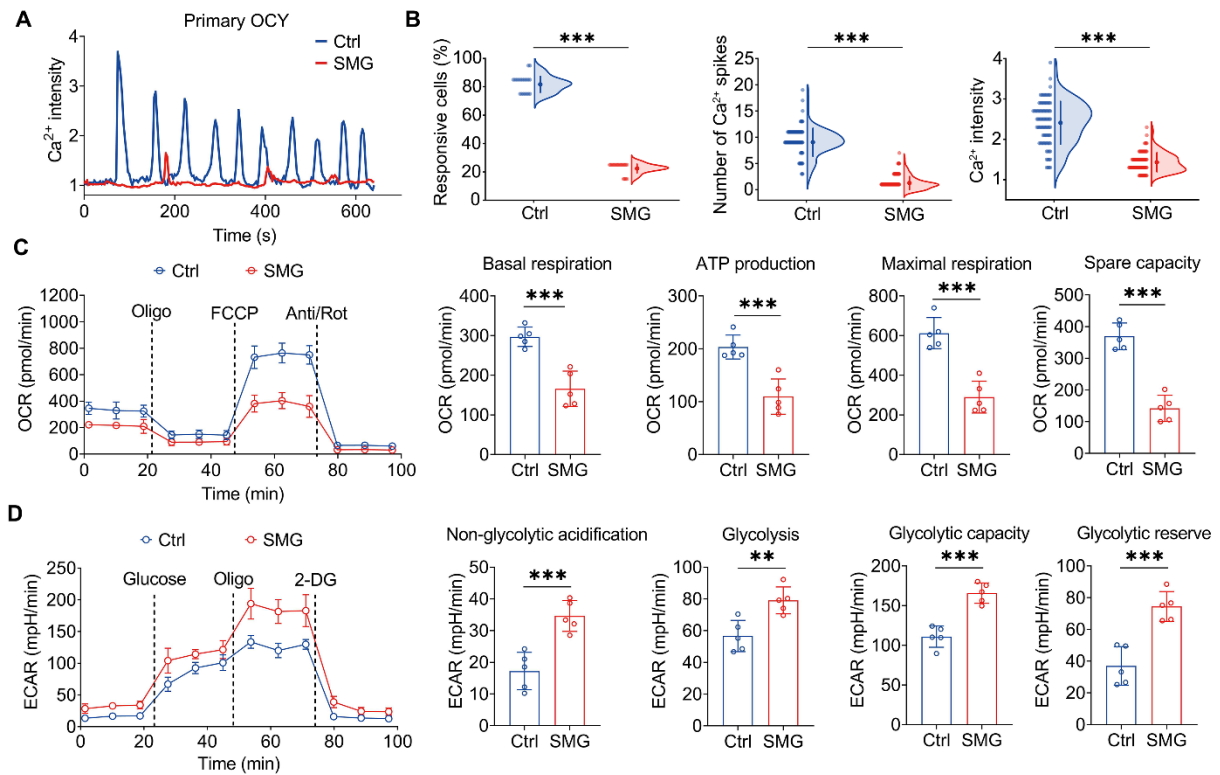 A
Primary OCY
Ctrl
SMG
Ca2+ intensity
4
3
2
1
0 200 400 600
Time (s)
B
***
Responsive cells (%)
100
80
60
40
20
0
Ctrl SMG
***
Number of Ca2+ spikes
25
20
15
10
5
0
Ctrl SMG
***
Ca2+ intensity
4
3
2
1
Ctrl SMG
C
Ctrl SMG
Oligo FCCP Anti/Rot
OCR (pmol/min)
1200
1000
800
600
400
200
0
0 20 40 60 80 100
Time (min)
Basal respiration
***
OCR (pmol/min)
400
300
200
100
0
Ctrl SMG
ATP production
***
OCR (pmol/min)
300
200
100
0
Ctrl SMG
Maximal respiration
***
OCR (pmol/min)
800
600
400
200
0
Ctrl SMG
Spare capacity
***
OCR (pmol/min)
500
400
300
200
100
0
Ctrl SMG
D
Ctrl SMG
Glucose Oligo 2-DG
ECAR (mpH/min)
250
200
150
100
50
0
0 20 40 60 80 100
Time (min)
Non-glycolytic acidification
***
ECAR (mpH/min)
50
40
30
20
10
0
Ctrl SMG
Glycolysis
**
ECAR (mpH/min)
100
80
60
40
20
0
Ctrl SMG
Glycolytic capacity
***
ECAR (mpH/min)
200
150
100
50
0
Ctrl SMG
Glycolytic reserve
***
ECAR (mpH/min)
100
80
60
40
20
0
Ctrl SMG